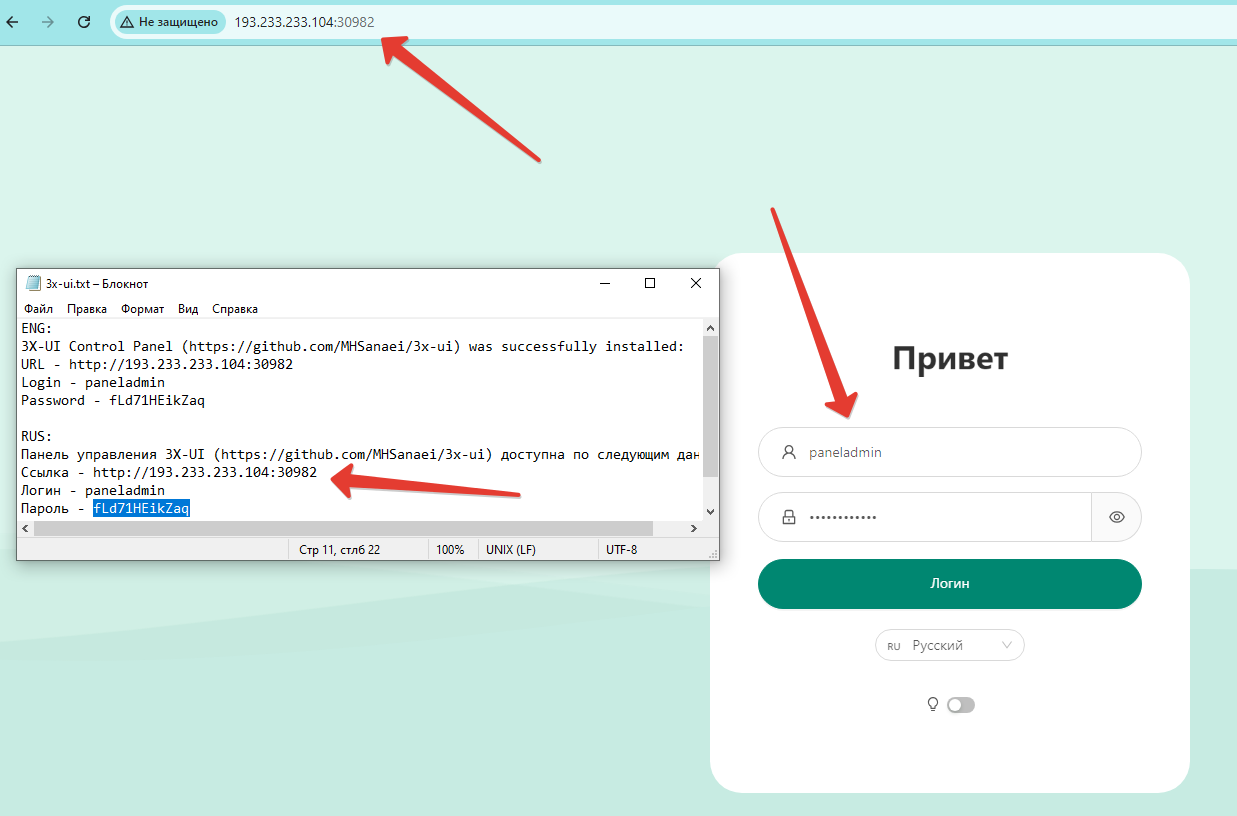 Не защищено 193.233.233.104:30982
3x-ui.txt – Блокнот
Файл Правка Формат Вид Справка
ENG:
3X-UI Control Panel (https://github.com/MHSanaei/3x-ui) was successfully installed:
URL - http://193.233.233.104:30982
Login - paneladmin
Password - fLd71HEikZaq
RUS:
Панель управления 3X-UI (https://github.com/MHSanaei/3x-ui) доступна по следующим дан
Ссылка - http://193.233.233.104:30982
Логин - paneladmin
Пароль - fLd71HEikZaq
Стр 11, стлб 22 100% UNIX (LF) UTF-8
Привет
paneladmin
••••••••••••
Логин
RU Русский